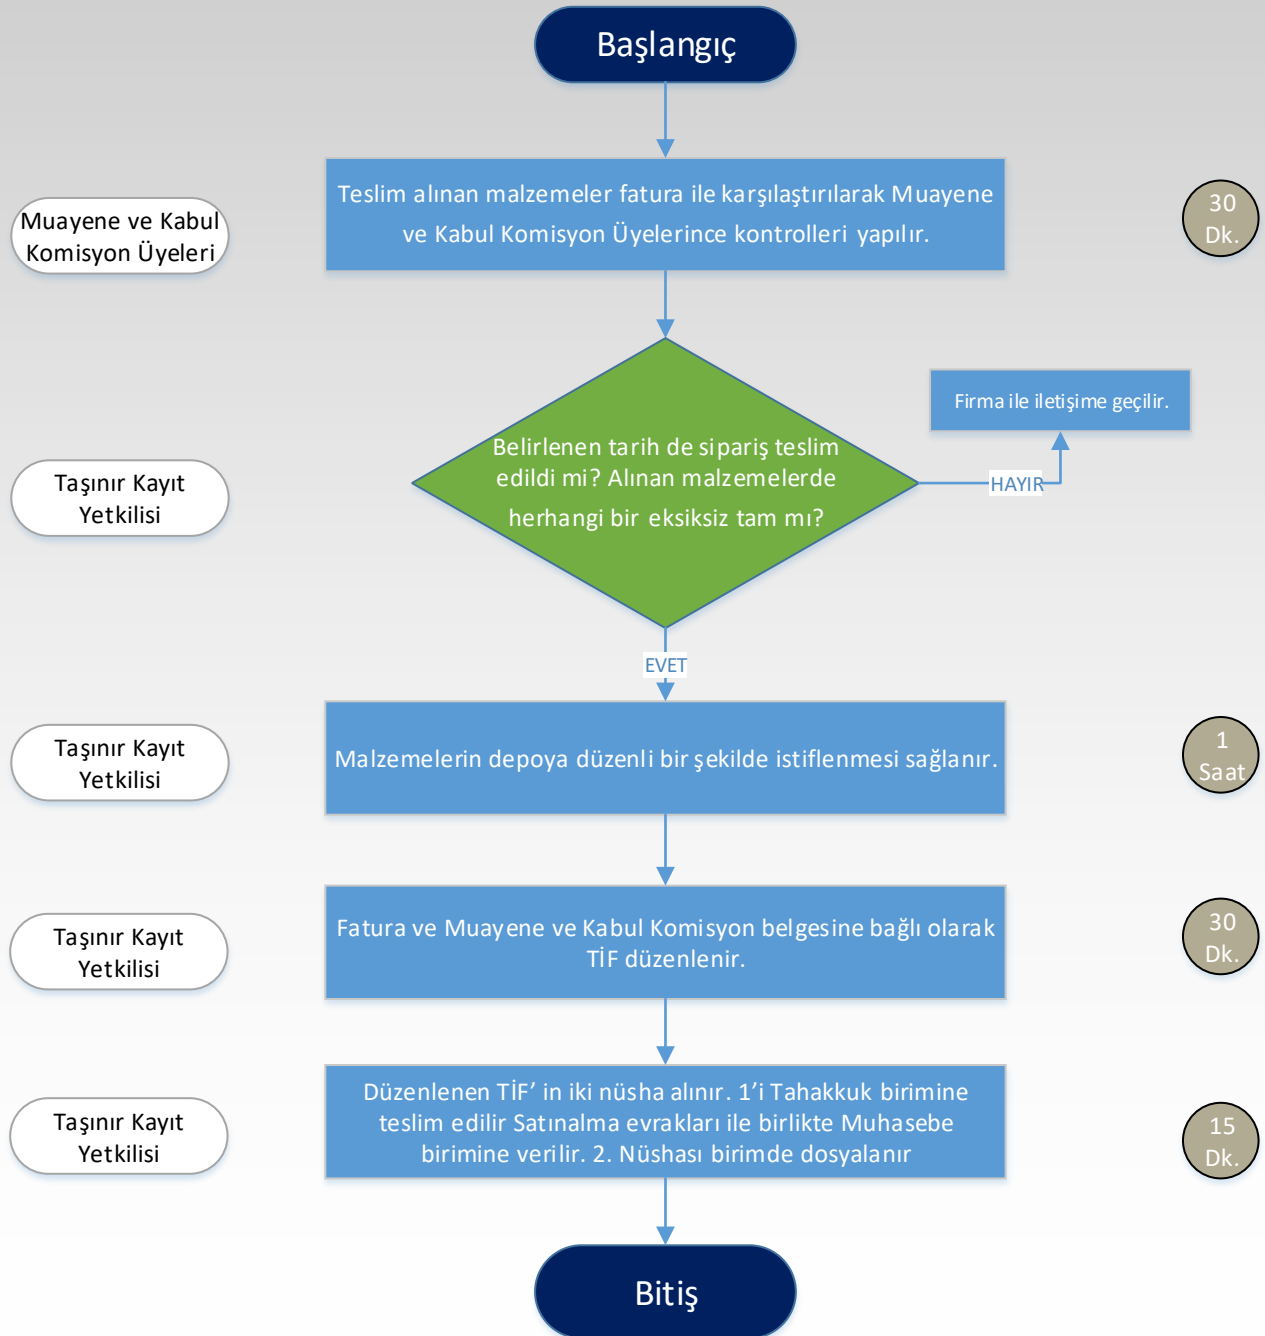 Başlangıç
Muayene ve Kabul
Komisyon Üyeleri
Teslim alınan malzemeler fatura ile karşılaştırılarak Muayene
ve Kabul Komisyon Üyelerince kontrolleri yapılır.
30
Dk.
Taşınır Kayıt
Yetkilisi
Belirlenen tarih de sipariş teslim
edildi mi? Alınan malzemelerde
herhangi bir eksiksiz tam mı?
HAYIR
Firma ile iletişime geçilir.
EVET
Taşınır Kayıt
Yetkilisi
Malzemelerin depoya düzenli bir şekilde istiflenmesi sağlanır.
1
Saat
Taşınır Kayıt
Yetkilisi
Fatura ve Muayene ve Kabul Komisyon belgesine bağlı olarak
TİF düzenlenir.
30
Dk.
Taşınır Kayıt
Yetkilisi
Düzenlenen TİF’ in iki nüsha alınır. 1’i Tahakkuk birimine
teslim edilir Satınalma evrakları ile birlikte Muhasebe
birimine verilir. 2. Nüshası birimde dosyalanır
15
Dk.
Bitiş